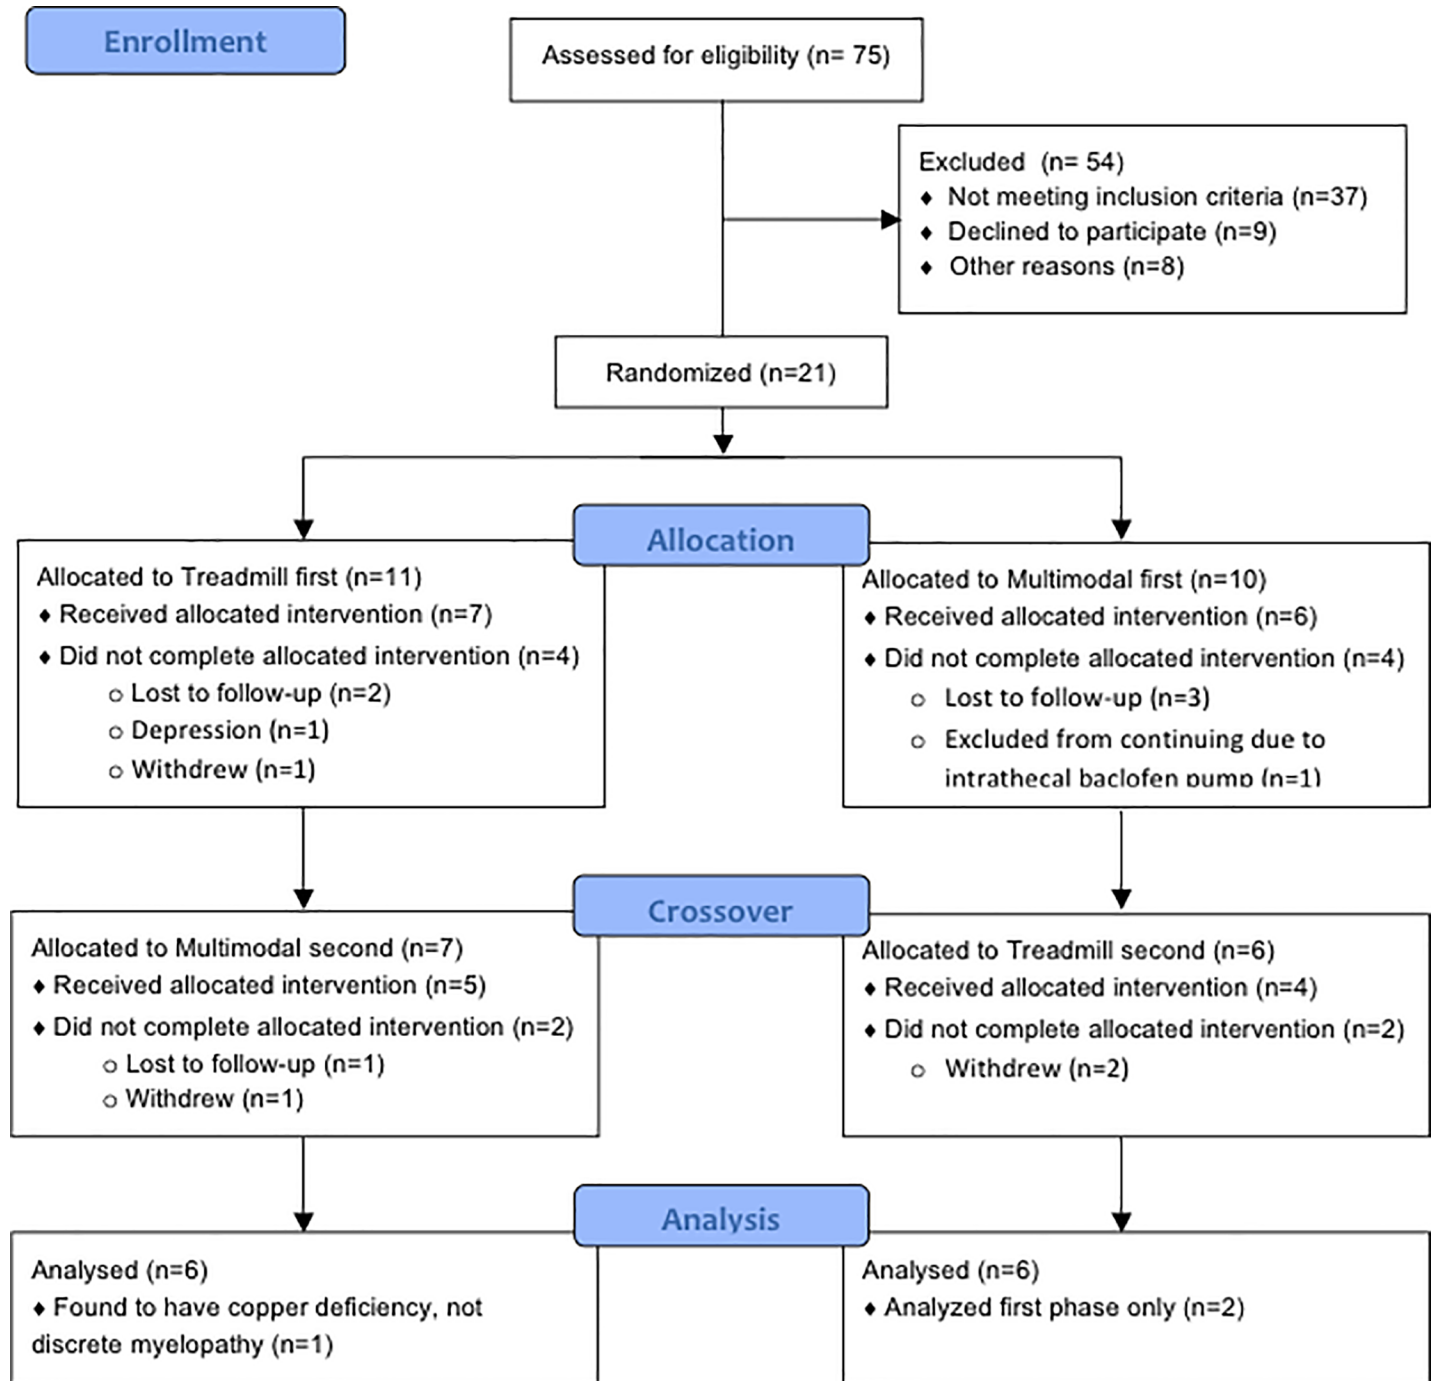 Enrollment
Assessed for eligibility (n= 75)
Excluded (n= 54)
♦ Not meeting inclusion criteria (n=37)
♦ Declined to participate (n=9)
♦ Other reasons (n=8)
Randomized (n=21)
Allocation
Allocated to Treadmill first (n=11)
♦ Received allocated intervention (n=7)
♦ Did not complete allocated intervention (n=4)
o Lost to follow-up (n=2)
o Depression (n=1)
o Withdrew (n=1)
Allocated to Multimodal first (n=10)
♦ Received allocated intervention (n=6)
♦ Did not complete allocated intervention (n=4)
o Lost to follow-up (n=3)
o Excluded from continuing due to
intrathecal baclofen pump (n=1)
Crossover
Allocated to Multimodal second (n=7)
♦ Received allocated intervention (n=5)
♦ Did not complete allocated intervention (n=2)
o Lost to follow-up (n=1)
o Withdrew (n=1)
Allocated to Treadmill second (n=6)
♦ Received allocated intervention (n=4)
♦ Did not complete allocated intervention (n=2)
o Withdrew (n=2)
Analysis
Analysed (n=6)
♦ Found to have copper deficiency, not
discrete myelopathy (n=1)
Analysed (n=6)
♦ Analyzed first phase only (n=2)